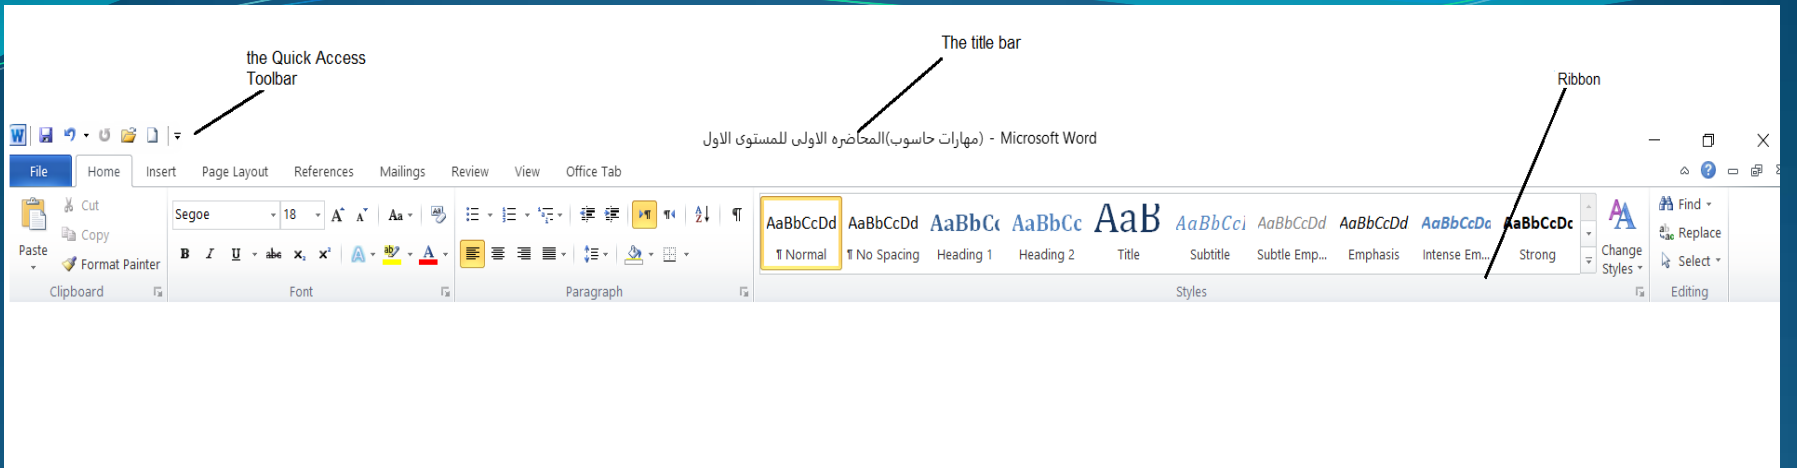 The title bar
the Quick Access
Toolbar
Ribbon
المحاضره الاولى للمستوى الاول(مهارات حاسوب) - Microsoft Word
File Home Insert Page Layout References Mailings Review View Office Tab
Cut
Copy
Paste
Format Painter
Clipboard
Segoe 18
Font
Paragraph
AaBbCcDd AaBbCcDd AaBbCc AaBbCc AaB AaBbCcI AaBbCcDd AaBbCcDd AaBbCcDd AaBbCcDc
¶ Normal ¶ No Spacing Heading 1 Heading 2 Title Subtitle Subtle Emp... Emphasis Intense Em... Strong
Styles
Change
Styles
Find
Replace
Select
Editing